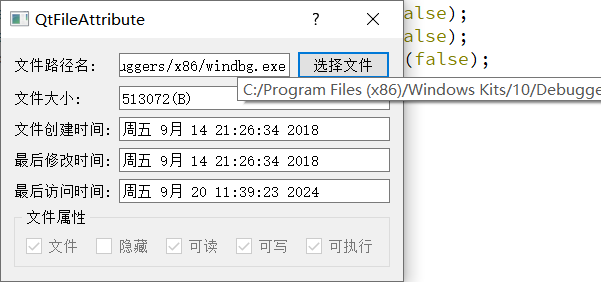 QtFileAttribute ? ×
alse);
alse);
(false);
文件路径名： uggers/x86/windbg.exe 选择文件
C:/Program Files (x86)/Windows Kits/10/Debugge
文件大小： 513072(B)
文件创建时间： 周五 9月 14 21:26:34 2018
最后修改时间： 周五 9月 14 21:26:34 2018
最后访问时间： 周五 9月 20 11:39:23 2024
文件属性
文件 隐藏 可读 可写 可执行